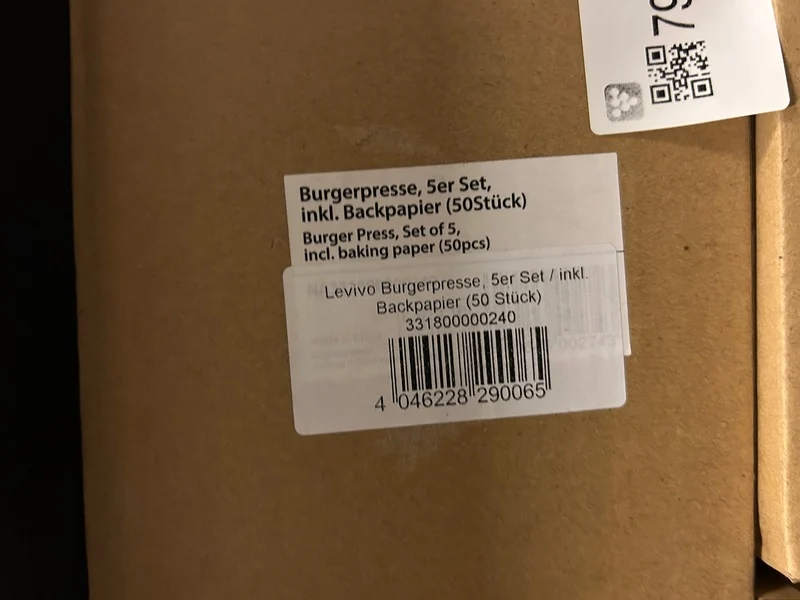 79
Burgerpresse, 5er Set,
inkl. Backpapier (50Stück)
Burger Press, Set of 5,
incl. baking paper (50pcs)
Levivo Burgerpresse, 5er Set / inkl.
Backpapier (50 Stück)
331800000240
4 046228 290065